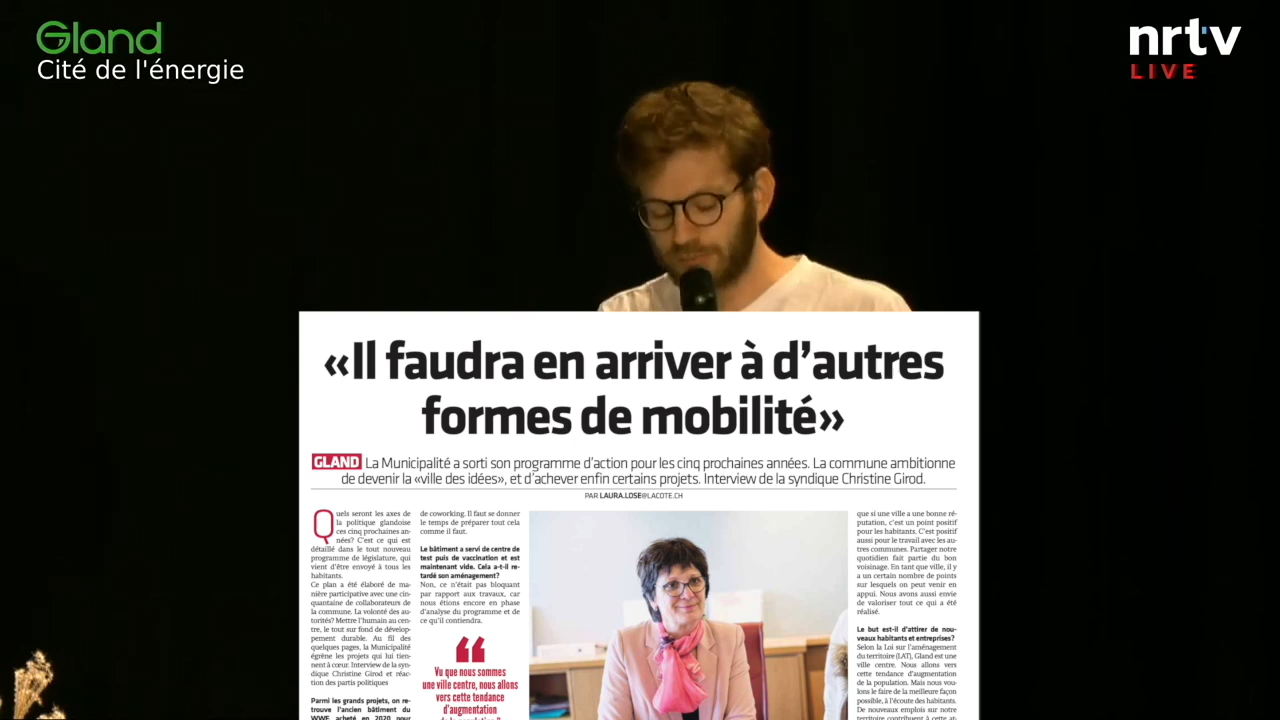 Gland
Cité de l'énergie
nrtv
LIVE
«Il faudra en arriver à d'autres
formes de mobilité»
GLAND La Municipalité a sorti son programme d'action pour les cinq prochaines années. La commune ambitionne
de devenir la «ville des idées», et d'achever enfin certains projets. Interview de la syndique Christine Girod.
PAR LAURA.LOSE@LACOTE.CH
Quels seront les axes de
la politique glandoise
ces cinq prochaines an-
nées? C'est ce qui est
détaillé dans le tout nouveau
programme de législature, qui
vient d'être envoyé à tous les
habitants.
Ce plan a été élaboré de ma-
nière participative avec une cin-
quantaine de collaborateurs de
la commune. La volonté des au-
torités? Mettre l'humain au cen-
tre, le tout sur fond de dévelop-
pement durable. Au fil des
quelques pages, la Municipalité
égrène les projets qui lui tien-
nent à cœur. Interview de la syn-
dique Christine Girod et réac-
tion des partis politiques
Parmi les grands projets, on re-
trouve l'ancien bâtiment du
WWF, acheté en 2020 pour
de coworking. Il faut se donner
le temps de préparer tout cela
comme il faut.
Le bâtiment a servi de centre de
test puis de vaccination et est
maintenant vide. Cela a-t-il re-
tardé son aménagement?
Non, ce n'était pas bloquant
par rapport aux travaux, car
nous étions encore en phase
d'analyse du programme et de
ce qu'il contiendra.
Vu que nous sommes
une ville centre, nous allons
vers cette tendance
d'augmentation
de la population."
que si une ville a une bonne ré-
putation, c'est un point positif
pour les habitants. C'est positif
aussi pour le travail avec les au-
tres communes. Partager notre
quotidien fait partie du bon
voisinage. En tant que ville, il y
a un certain nombre de points
sur lesquels on peut venir en
appui. Nous avons aussi envie
de valoriser tout ce qui a été
réalisé.
Le but est-il d'attirer de nou-
veaux habitants et entreprises?
Selon la Loi sur l'aménagement
du territoire (LAT), Gland est une
ville centre. Nous allons vers
cette tendance d'augmentation
de la population. Mais nous vou-
lons le faire de la meilleure façon
possible, à l'écoute des habitants.
De nouveaux emplois sur notre
territoire contribuent à cette at-